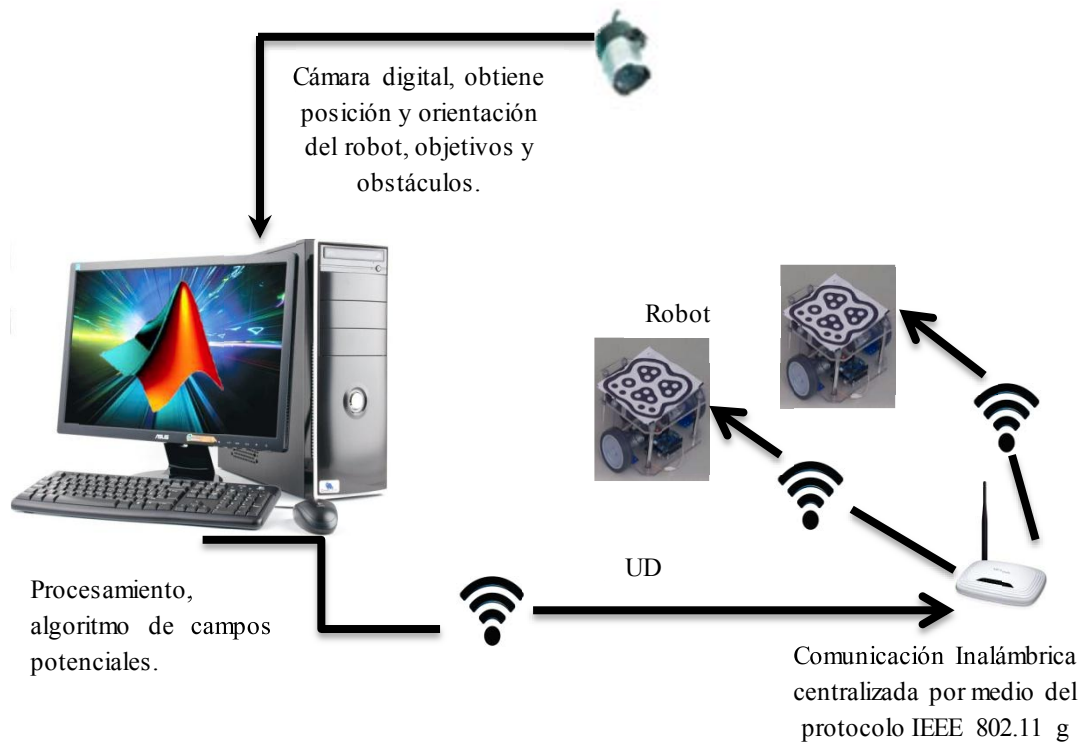 Cámara digital, obtiene
posición y orientación
del robot, objetivos y
obstáculos.
Robot
UD
Procesamiento,
algoritmo de campos
potenciales.
Comunicación Inalámbrica
centralizada por medio del
protocolo IEEE 802.11 g
ASUS